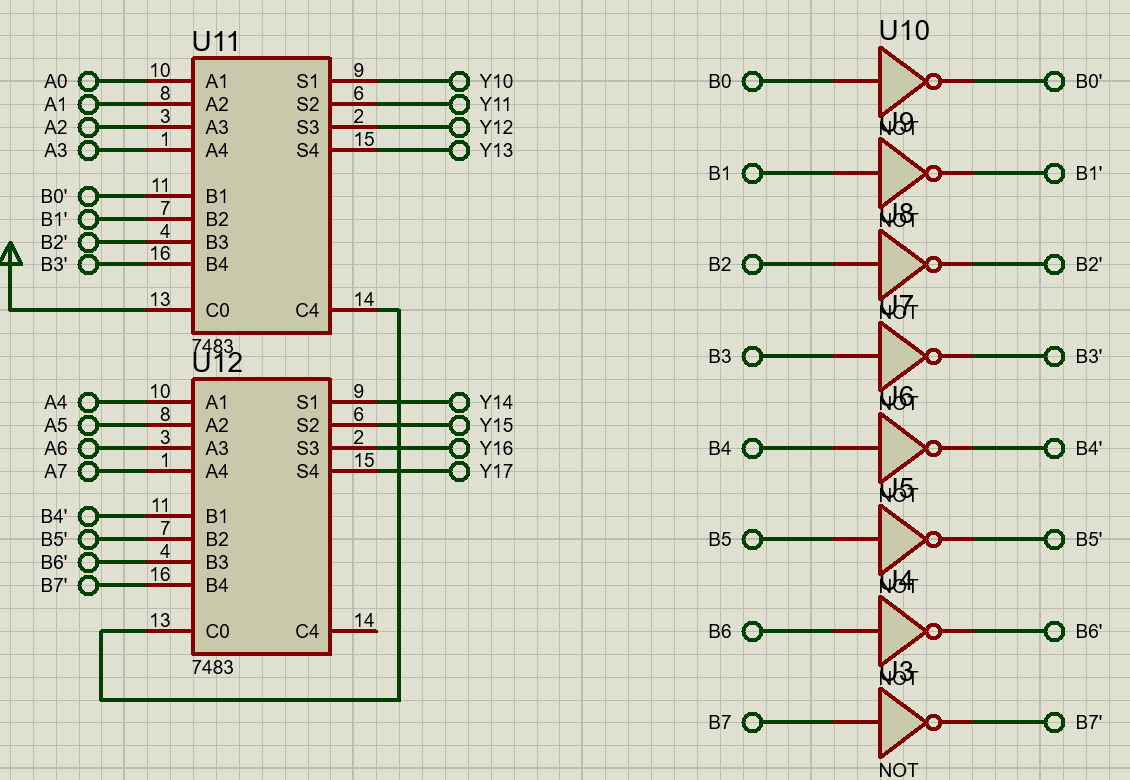 U11
A0 10 A1 S1 9 Y10
A1 8 A2 S2 6 Y11
A2 3 A3 S3 2 Y12
A3 1 A4 S4 15 Y13
B0' 11 B1
B1' 7 B2
B2' 4 B3
B3' 16 B4
13 C0 C4 14
7483
U12
A4 10 A1 S1 9 Y14
A5 8 A2 S2 6 Y15
A6 3 A3 S3 2 Y16
A7 1 A4 S4 15 Y17
B4' 11 B1
B5' 7 B2
B6' 4 B3
B7' 16 B4
13 C0 C4 14
7483
U10
B0 B0'
NOT
U9
B1 B1'
NOT
U8
B2 B2'
NOT
U7
B3 B3'
NOT
U6
B4 B4'
NOT
U5
B5 B5'
NOT
U4
B6 B6'
NOT
U3
B7 B7'
NOT